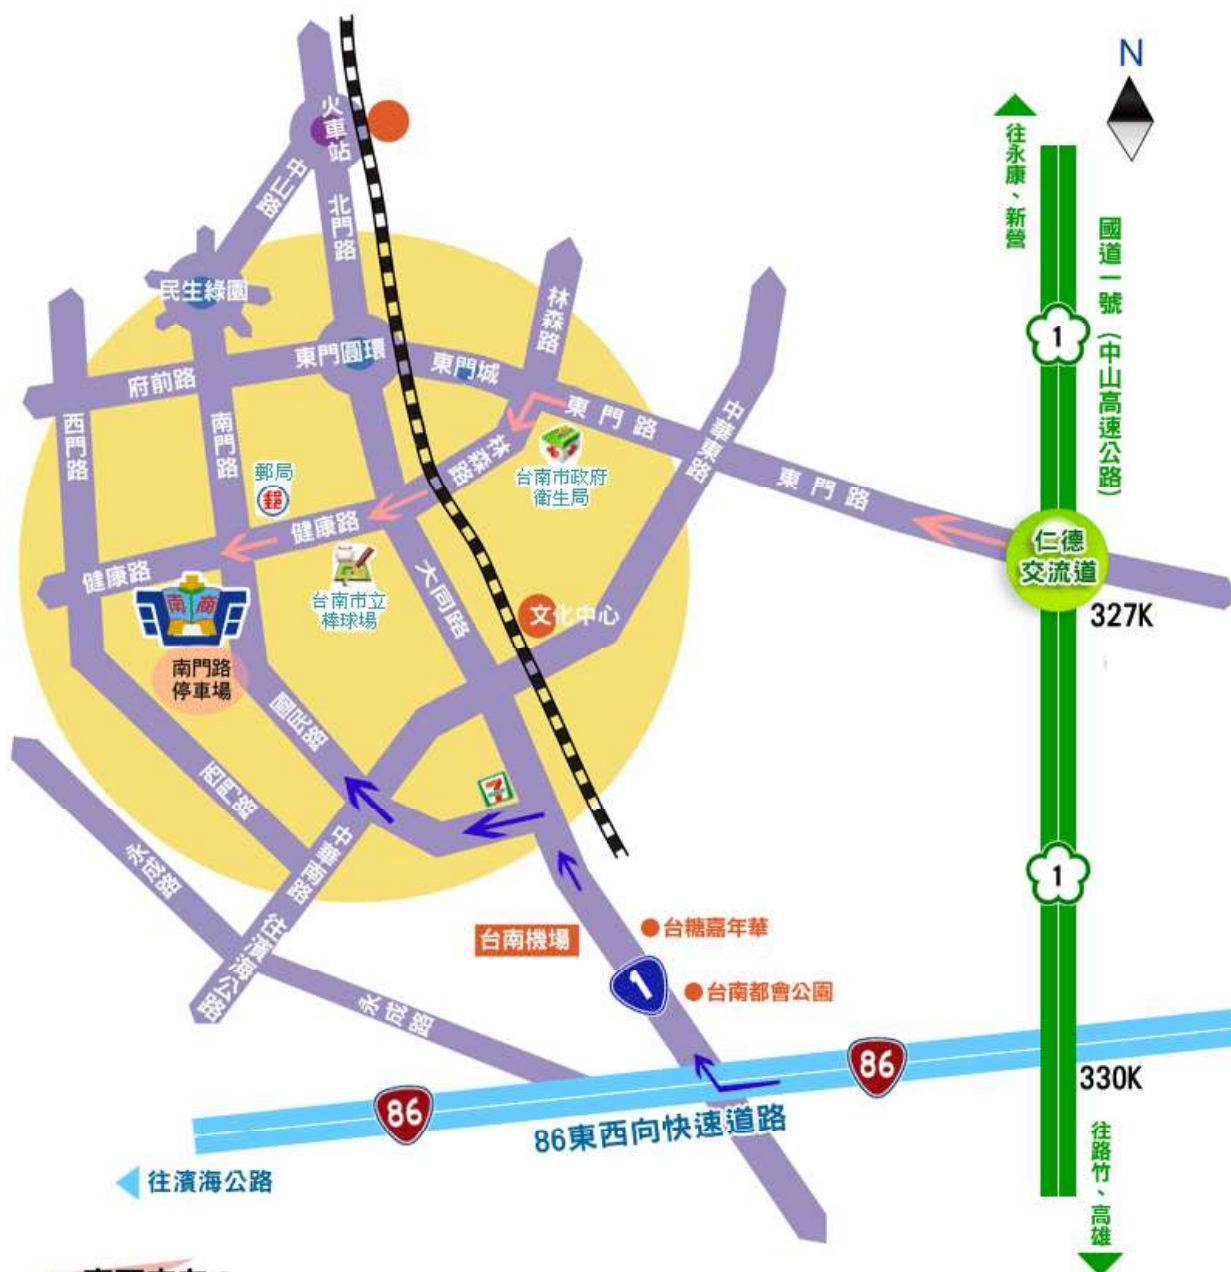 N
火車站
往永康、新營
中山路
北門路
國道一號(中山高速公路)
民生綠園
林森路
1
東門圓環
東門城
府前路
東門路
中華東路
西門路
南門路
林森路
台南市政府
衛生局
郵局
郵
東門路
健康路
仁德
交流道
健康路
大同路
327K
南商
台南市立
棒球場
文化中心
南門路
停車場
國民路
西門路
7
中華南路
永成路
1
往濱海公路
台南機場
台糖嘉年華
1
台南都會公園
永成路
86
330K
86
86東西向快速道路
往濱海公路
往路竹、高雄